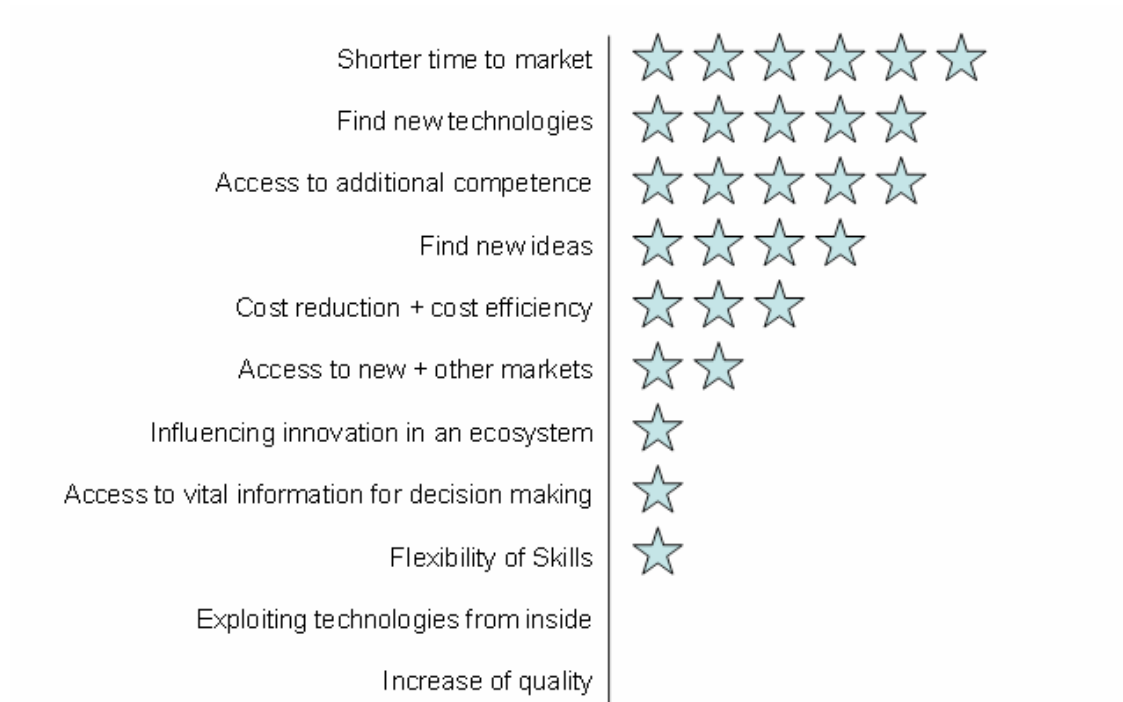 Shorter time to market
Find new technologies
Access to additional competence
Find new ideas
Cost reduction + cost efficiency
Access to new + other markets
Influencing innovation in an ecosystem
Access to vital information for decision making
Flexibility of Skills
Exploiting technologies from inside
Increase of quality